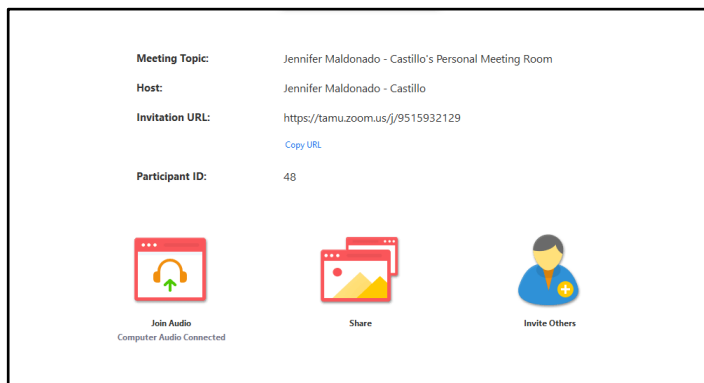 Meeting Topic: Jennifer Maldonado - Castillo's Personal Meeting Room
Host: Jennifer Maldonado - Castillo
Invitation URL: https://tamu.zoom.us/j/9515932129
Copy URL
Participant ID: 48
Join Audio Share Invite Others
Computer Audio Connected